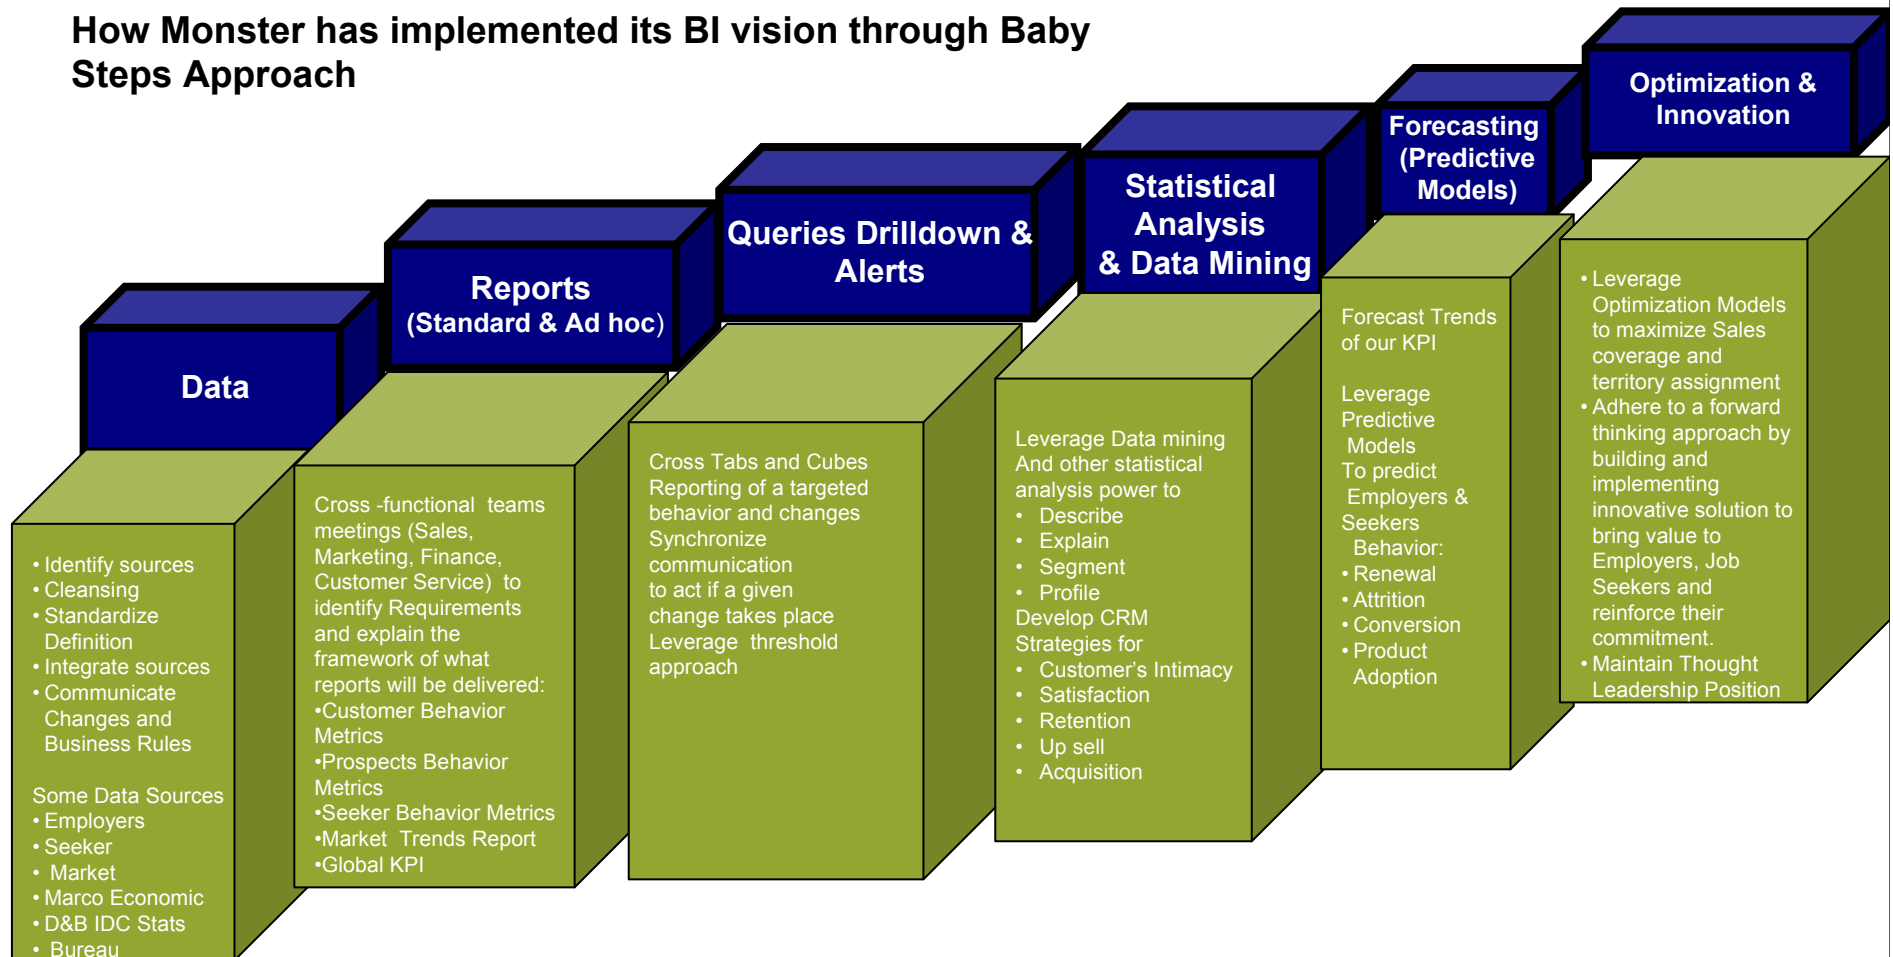 How Monster has implemented its BI vision through Baby
Steps Approach
Data
• Identify sources
• Cleansing
• Standardize
Definition
• Integrate sources
• Communicate
Changes and
Business Rules
Some Data Sources
• Employers
• Seeker
• Market
• Marco Economic
• D&B IDC Stats
• Bureau
Reports
(Standard & Ad hoc)
Cross -functional teams
meetings (Sales,
Marketing, Finance,
Customer Service) to
identify Requirements
and explain the
framework of what
reports will be delivered:
•Customer Behavior
Metrics
•Prospects Behavior
Metrics
•Seeker Behavior Metrics
•Market Trends Report
•Global KPI
Queries Drilldown &
Alerts
Cross Tabs and Cubes
Reporting of a targeted
behavior and changes
Synchronize
communication
to act if a given
change takes place
Leverage threshold
approach
Statistical
Analysis
& Data Mining
Leverage Data mining
And other statistical
analysis power to
• Describe
• Explain
• Segment
• Profile
Develop CRM
Strategies for
• Customer's Intimacy
• Satisfaction
• Retention
• Up sell
• Acquisition
Forecasting
(Predictive
Models)
Forecast Trends
of our KPI
Leverage
Predictive
Models
To predict
Employers &
Seekers
Behavior:
• Renewal
• Attrition
• Conversion
• Product
Adoption
Optimization &
Innovation
• Leverage
Optimization Models
to maximize Sales
coverage and
territory assignment
• Adhere to a forward
thinking approach by
building and
implementing
innovative solution to
bring value to
Employers, Job
Seekers and
reinforce their
commitment.
• Maintain Thought
Leadership Position